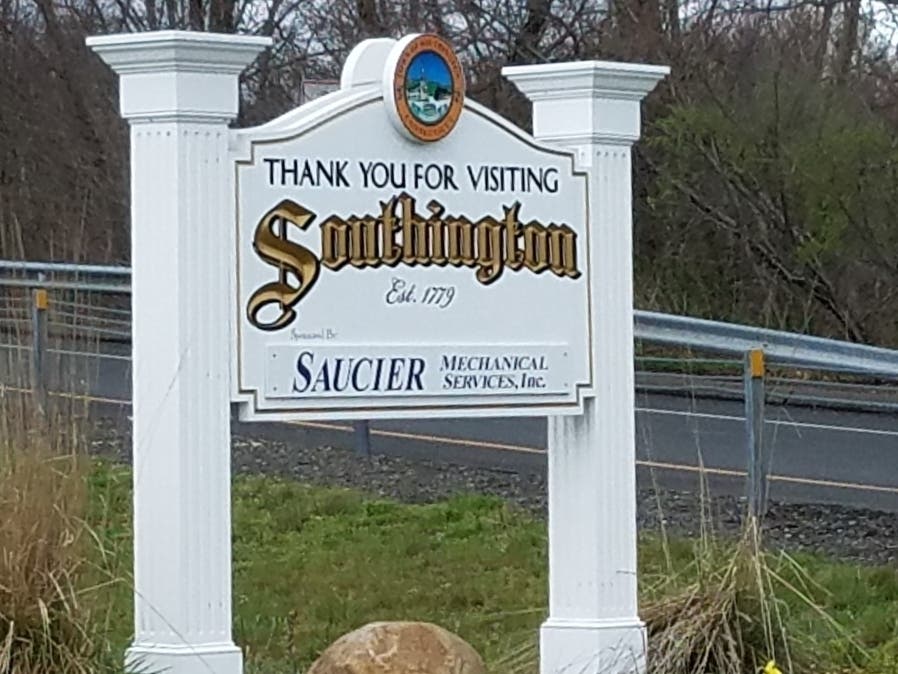 THANK YOU FOR VISITING
Southington
Est. 1779
Sponsored By:
SAUCIER MECHANICAL SERVICES, Inc.